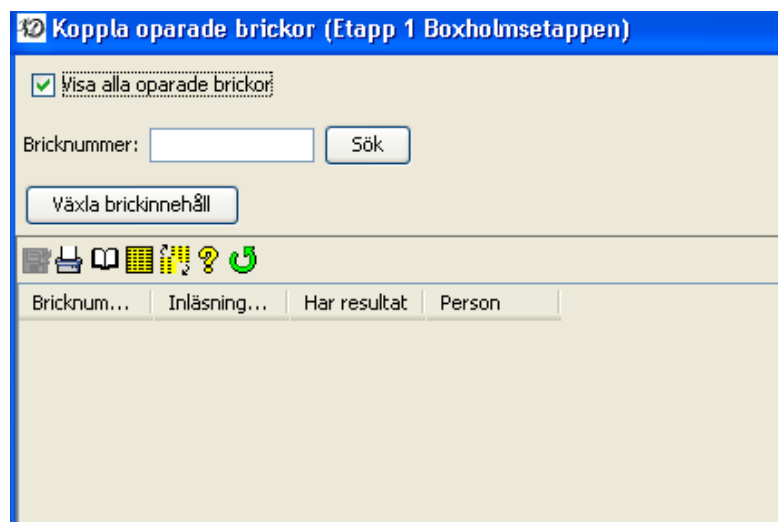 Koppla oparade brickor (Etapp 1 Boxholmsetappen)
Visa alla oparade brickor
Bricknummer: Sök
Växla brickinnehåll
Bricknum... Inläsning... Har resultat Person